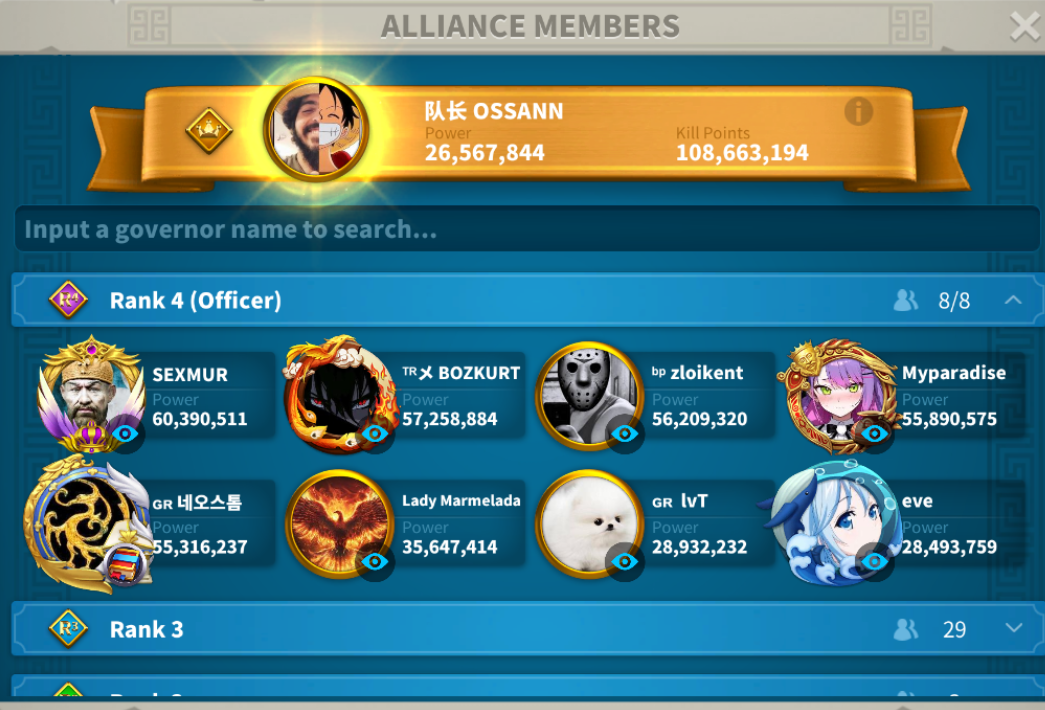 ALLIANCE MEMBERS
队长 OSSANN
Power
Kill Points
26,567,844
108,663,194
Input a governor name to search...
R4
Rank 4 (Officer)
8/8
SEXMUR
Power
60,390,511
ᵀᴿメ BOZKURT
Power
57,258,884
ᵇᵖ zloikent
Power
56,209,320
Myparadise
Power
55,890,575
GR 네오스톰
Power
55,316,237
Lady Marmelada
Power
35,647,414
GR lvT
Power
28,932,232
eve
Power
28,493,759
R3
Rank 3
29